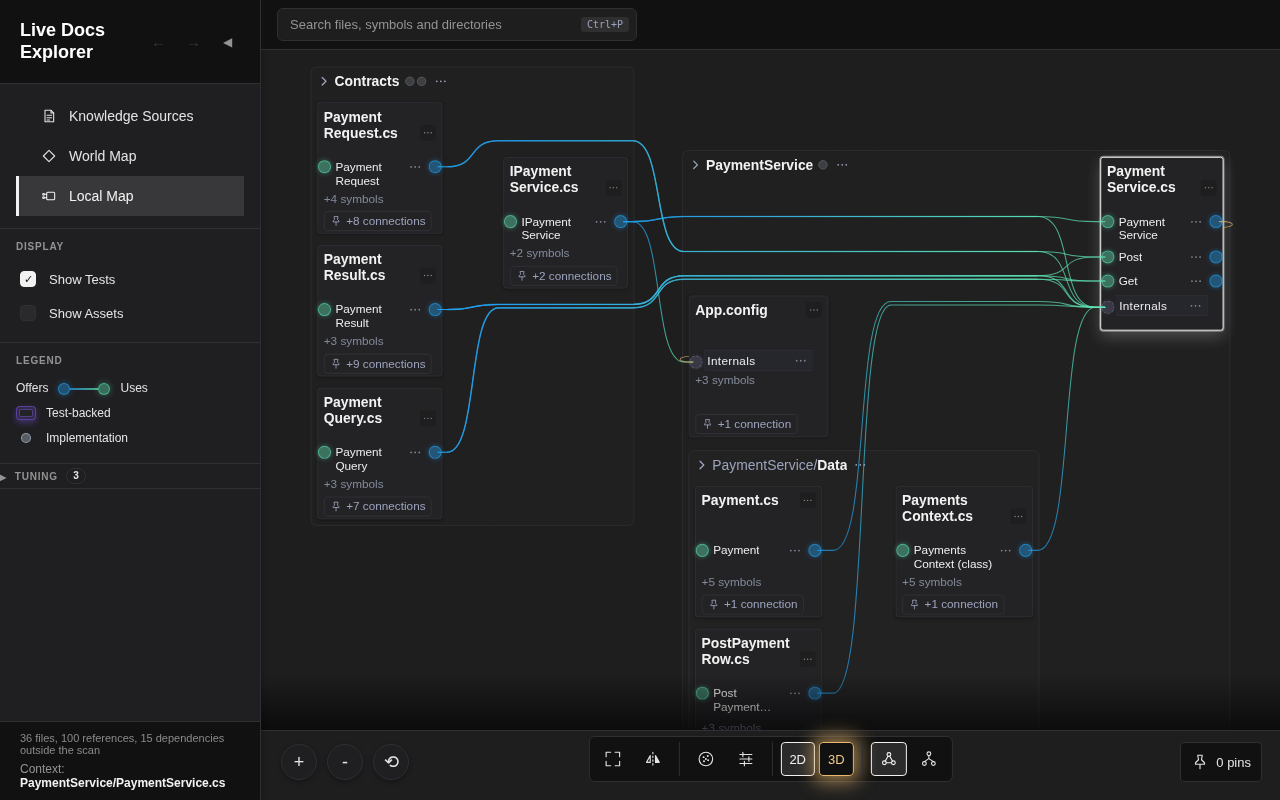 Live Docs
Explorer
Search files, symbols and directories
Ctrl+P
Knowledge Sources
World Map
Local Map
DISPLAY
Show Tests
Show Assets
LEGEND
Offers
Uses
Test-backed
Implementation
TUNING
3
36 files, 100 references, 15 dependencies
outside the scan
Context:
PaymentService/PaymentService.cs
Contracts
Payment
Request.cs
Payment
Request
+4 symbols
+8 connections
Payment
Result.cs
Payment
Result
+3 symbols
+9 connections
Payment
Query.cs
Payment
Query
+3 symbols
+7 connections
IPayment
Service.cs
IPayment
Service
+2 symbols
+2 connections
PaymentService
Payment
Service.cs
Payment
Service
Post
Get
Internals
App.config
Internals
+3 symbols
+1 connection
PaymentService/Data
Payment.cs
Payment
+5 symbols
+1 connection
Payments
Context.cs
Payments
Context (class)
+5 symbols
+1 connection
PostPayment
Row.cs
Post
Payment…
+3 symbols
+
-
2D
3D
0 pins